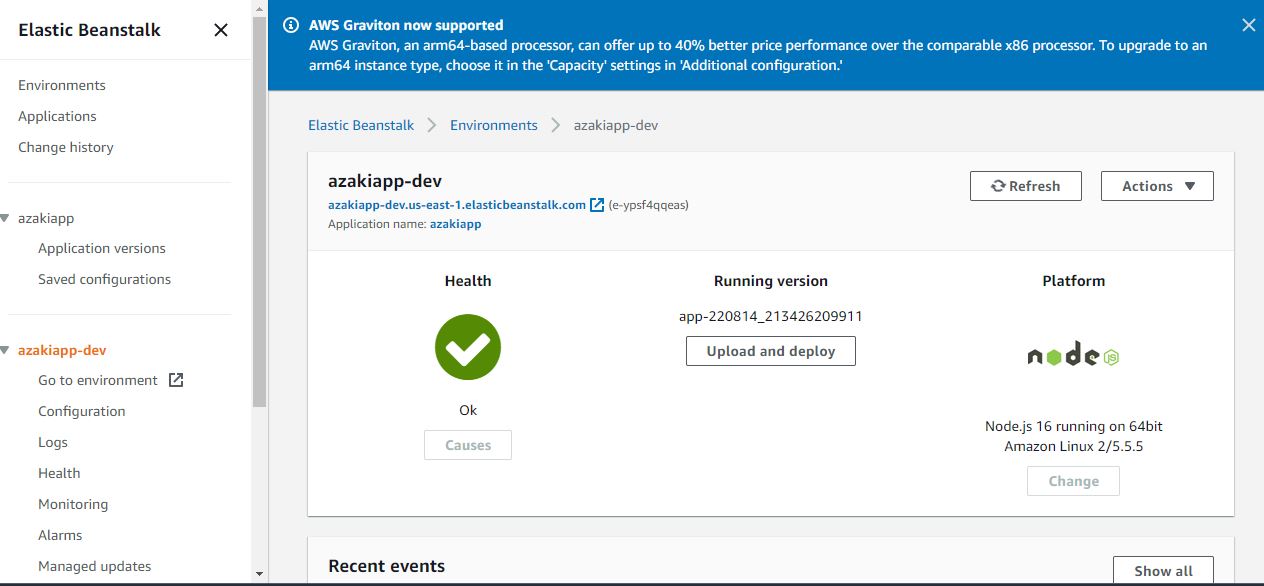 Elastic Beanstalk
Environments
Applications
Change history
azakiapp
Application versions
Saved configurations
azakiapp-dev
Go to environment
Configuration
Logs
Health
Monitoring
Alarms
Managed updates
AWS Graviton now supported
AWS Graviton, an arm64-based processor, can offer up to 40% better price performance over the comparable x86 processor. To upgrade to an
arm64 instance type, choose it in the 'Capacity' settings in 'Additional configuration.'
Elastic Beanstalk > Environments > azakiapp-dev
azakiapp-dev
azakiapp-dev.us-east-1.elasticbeanstalk.com (e-ypsf4qqeas)
Application name: azakiapp
Refresh
Actions
Health
Ok
Causes
Running version
app-220814_213426209911
Upload and deploy
Platform
node JS
Node.js 16 running on 64bit
Amazon Linux 2/5.5.5
Change
Recent events
Show all